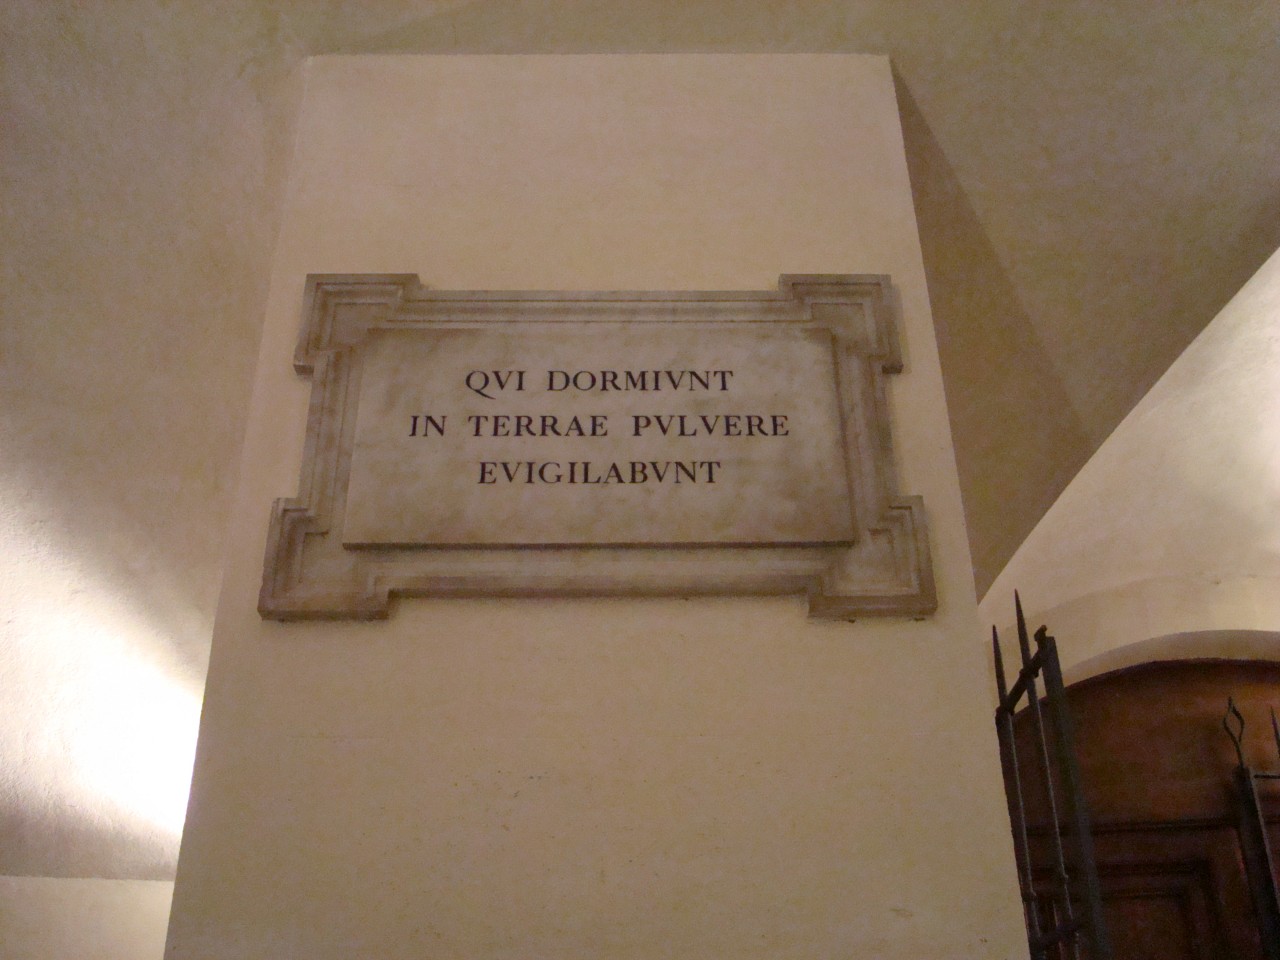 QVI DORMIVNT
IN TERRAE PVLVERE
EVIGILABVNT